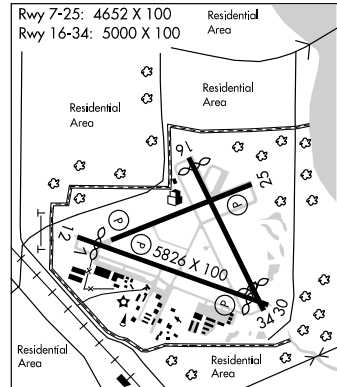 Rwy 7-25: 4652 X 100
Rwy 16-34: 5000 X 100
Residential
Area
Residential
Area
Residential
Area
16
25
P
P
P
12
7
5826 X 100
P
34
30
Residential
Area
Residential
Area